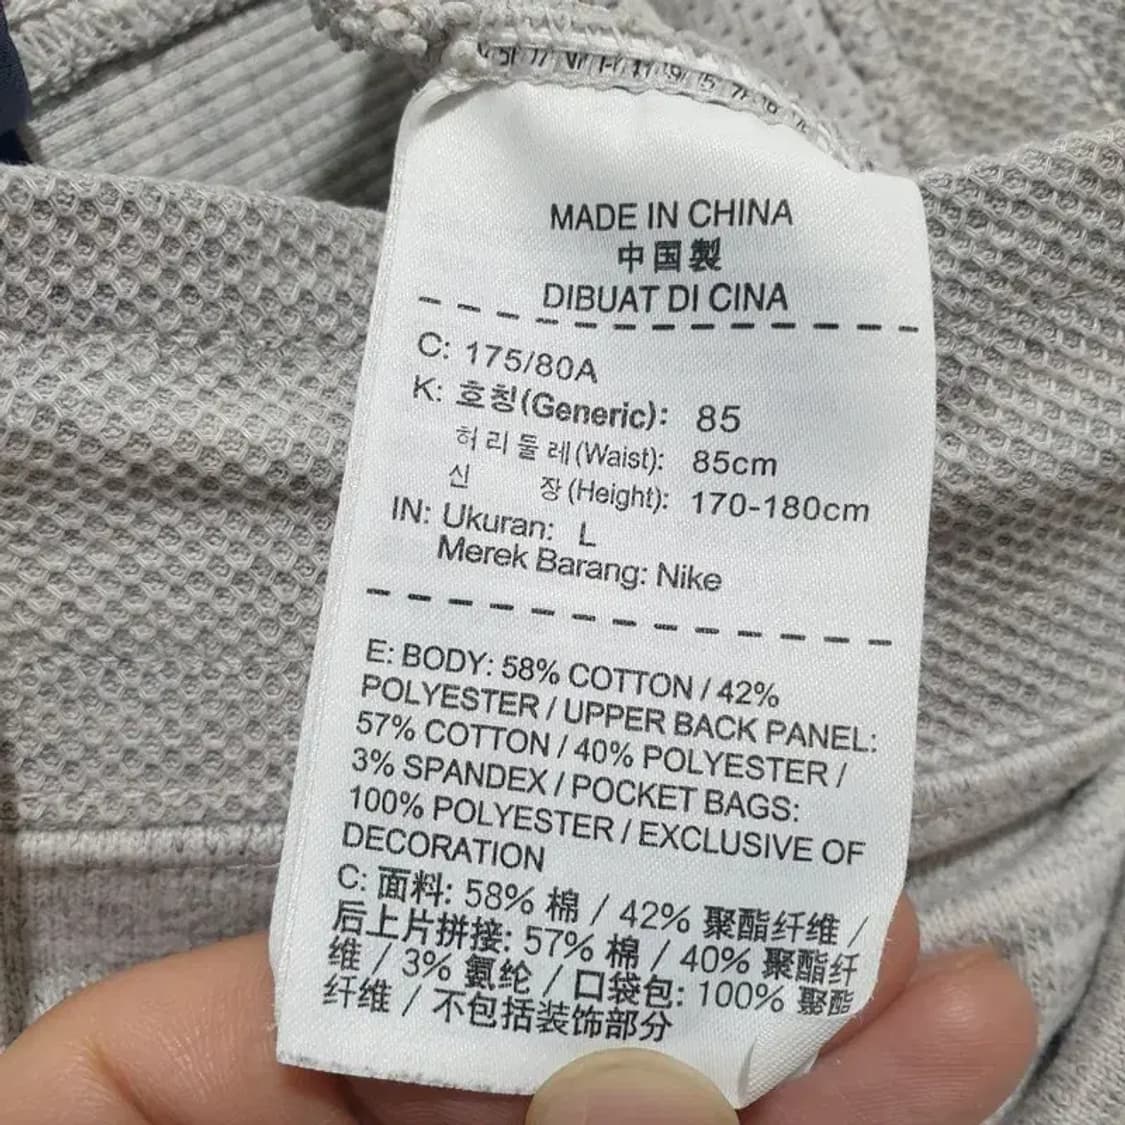 MADE IN CHINA
中国製
DIBUAT DI CINA
C: 175/80A
K: 호칭(Generic): 85
허리둘레(Waist): 85cm
신 장(Height): 170-180cm
IN: Ukuran: L
Merek Barang: Nike
E: BODY: 58% COTTON / 42%
POLYESTER / UPPER BACK PANEL:
57% COTTON / 40% POLYESTER /
3% SPANDEX / POCKET BAGS:
100% POLYESTER / EXCLUSIVE OF
DECORATION
C: 面料: 58% 棉 / 42% 聚酯纤维 /
后上片拼接: 57% 棉 / 40% 聚酯纤
维 / 3% 氨纶 / 口袋包: 100% 聚酯
纤维 / 不包括装饰部分